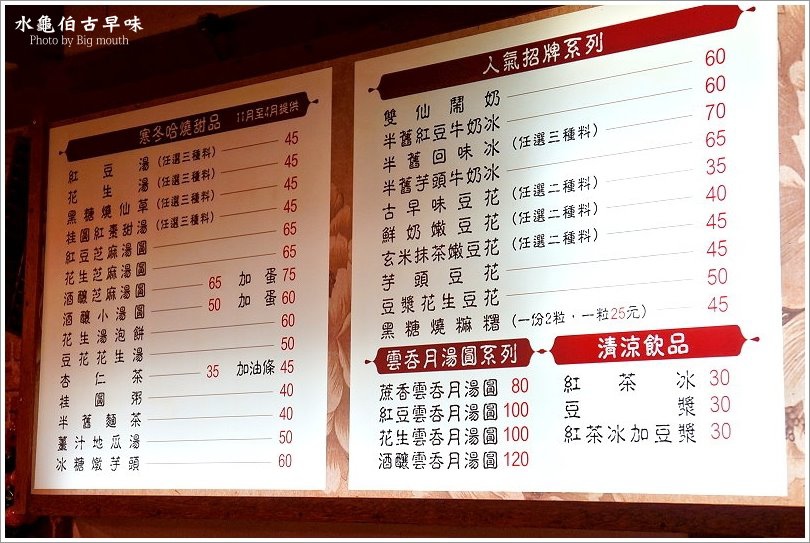 水龜伯古早味
Photo by Big mouth
寒冬哈燒甜品 11月至4月提供
紅豆湯 (任選三種料) 45
花生湯 (任選三種料) 45
黑糖燒仙草 (任選三種料) 45
桂圓紅棗甜湯 (任選三種料) 45
紅豆芝麻湯圓 65
花生芝麻湯圓 65
酒釀芝麻湯圓 65 加蛋 75
酒釀小湯圓 50 加蛋 60
花生湯泡餅 60
豆花花生湯 50
杏仁茶 35 加油條 45
桂圓粥 40
半舊麵茶 40
薑汁地瓜湯 50
冰糖燉芋頭 60
人氣招牌系列
雙仙鬧奶 60
半舊紅豆牛奶冰 60
半舊回味冰 (任選三種料) 70
半舊芋頭牛奶冰 65
古早味豆花 (任選二種料) 35
鮮奶嫩豆花 (任選二種料) 40
玄米抹茶嫩豆花 (任選二種料) 45
芋頭豆花 45
豆漿花生豆花 50
黑糖燒麻糬 (一份2粒．一粒25元) 45
雲吞月湯圓系列
蔗香雲吞月湯圓 80
紅豆雲吞月湯圓 100
花生雲吞月湯圓 100
酒釀雲吞月湯圓 120
清涼飲品
紅茶冰 30
豆漿 30
紅茶冰加豆漿 30